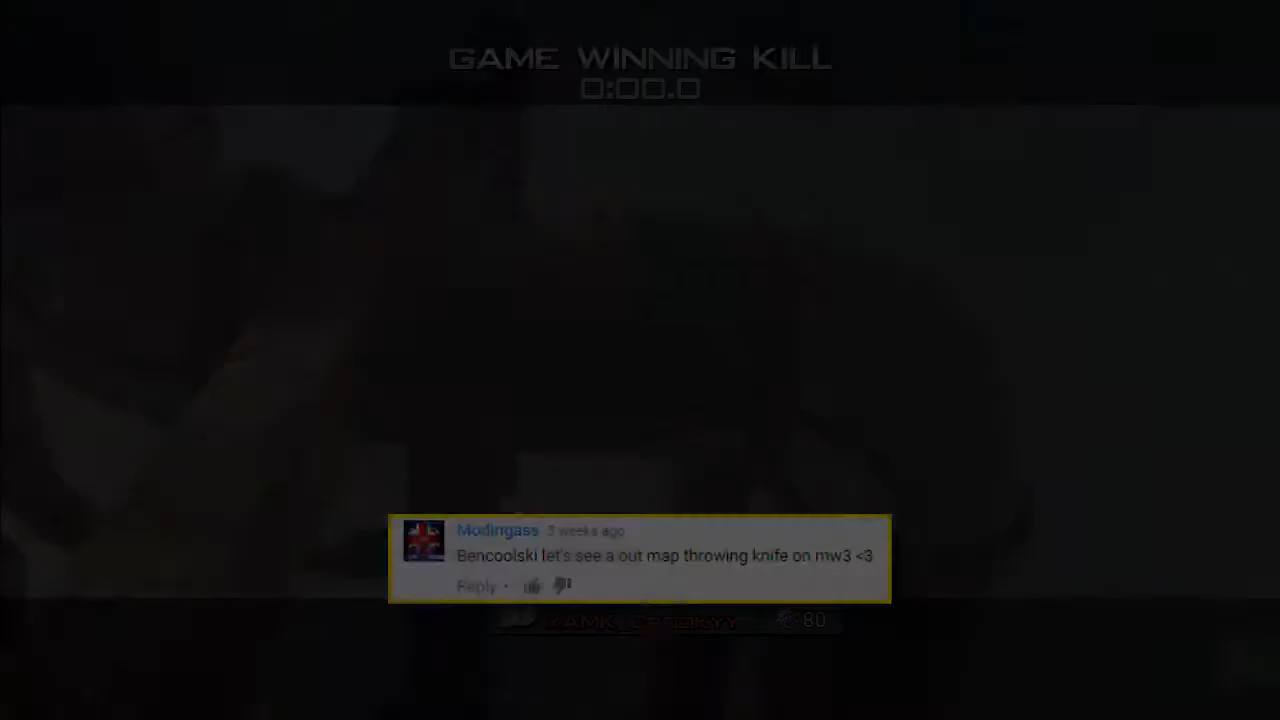 GAME WINNING KILL
0:00.0
Modingass 3 weeks ago
Bencoolski let's see a out map throwing knife on mw3 <3
Reply •
80